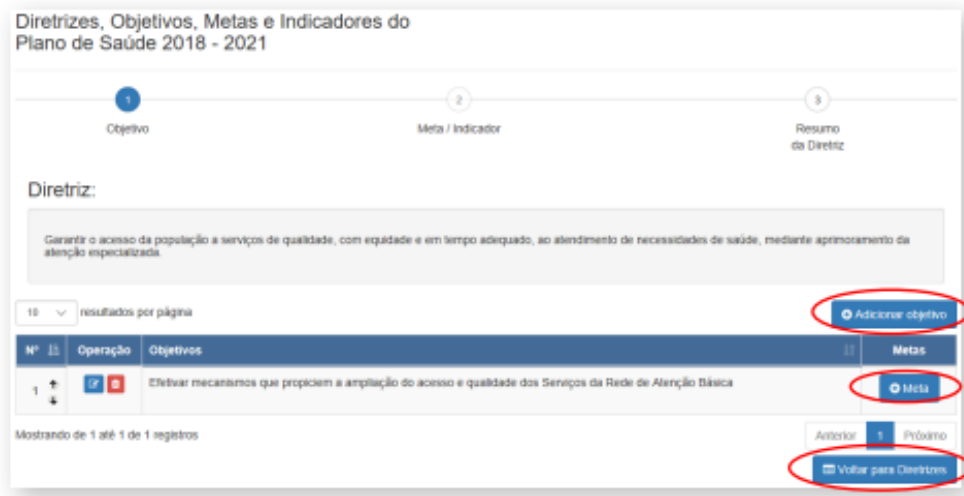 Diretrizes, Objetivos, Metas e Indicadores do
Plano de Saúde 2018 - 2021
1
2
3
Objetivo
Meta / Indicador
Resumo
da Diretriz
Diretriz:
Garantir o acesso da população a serviços de qualidade, com equidade e em tempo adequado, ao atendimento de necessidades de saúde, mediante aprimoramento da
atenção especializada.
10 resultados por página
Adicionar objetivo
Nº Operação Objetivos Metas
1 Efetivar mecanismos que propiciem a ampliação do acesso e qualidade dos Serviços da Rede de Atenção Básica Meta
Mostrando de 1 até 1 de 1 registros
Anterior 1 Próximo
Voltar para Diretrizes